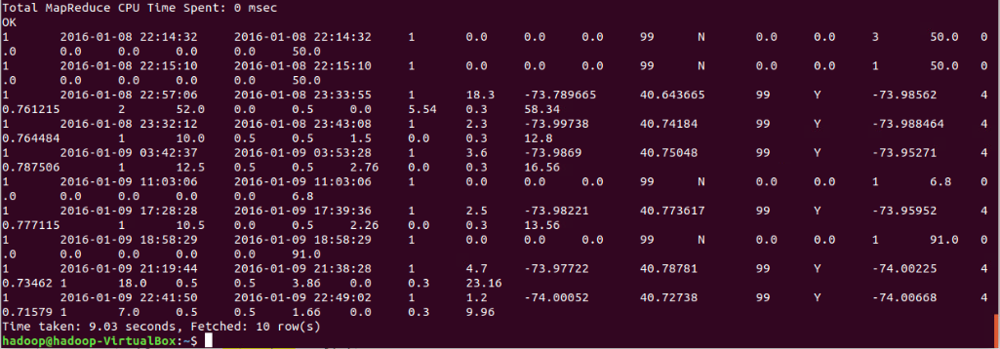 Total MapReduce CPU Time Spent: 0 msec
OK
1 2016-01-08 22:14:32 2016-01-08 22:14:32 1 0.0 0.0 0.0 99 N 0.0 0.0 3 50.0 0
.0 0.0 0.0 0.0 0.0 50.0
1 2016-01-08 22:15:10 2016-01-08 22:15:10 1 0.0 0.0 0.0 99 N 0.0 0.0 1 50.0 0
.0 0.0 0.0 0.0 0.0 50.0
1 2016-01-08 22:57:06 2016-01-08 23:33:55 1 18.3 -73.789665 40.643665 99 Y -73.98562 4
0.761215 2 52.0 0.0 0.5 0.0 5.54 0.3 58.34
1 2016-01-08 23:32:12 2016-01-08 23:43:08 1 2.3 -73.99738 40.74184 99 Y -73.988464 4
0.764484 1 10.0 0.5 0.5 1.5 0.0 0.3 12.8
1 2016-01-09 03:42:37 2016-01-09 03:53:28 1 3.6 -73.9869 40.75048 99 Y -73.95271 4
0.787506 1 12.5 0.5 0.5 2.76 0.0 0.3 16.56
1 2016-01-09 11:03:06 2016-01-09 11:03:06 1 0.0 0.0 0.0 99 N 0.0 0.0 1 6.8 0
.0 0.0 0.0 0.0 0.0 6.8
1 2016-01-09 17:28:28 2016-01-09 17:39:36 1 2.5 -73.98221 40.773617 99 Y -73.95952 4
0.777115 1 10.5 0.0 0.5 2.26 0.0 0.3 13.56
1 2016-01-09 18:58:29 2016-01-09 18:58:29 1 0.0 0.0 0.0 99 N 0.0 0.0 1 91.0 0
.0 0.0 0.0 0.0 0.0 91.0
1 2016-01-09 21:19:44 2016-01-09 21:38:28 1 4.7 -73.97722 40.78781 99 Y -74.00225 4
0.73462 1 18.0 0.5 0.5 3.86 0.0 0.3 23.16
1 2016-01-09 22:41:50 2016-01-09 22:49:02 1 1.2 -74.00052 40.72738 99 Y -74.00668 4
0.71579 1 7.0 0.5 0.5 1.66 0.0 0.3 9.96
Time taken: 9.03 seconds, Fetched: 10 row(s)
hadoop@hadoop-VirtualBox:~$